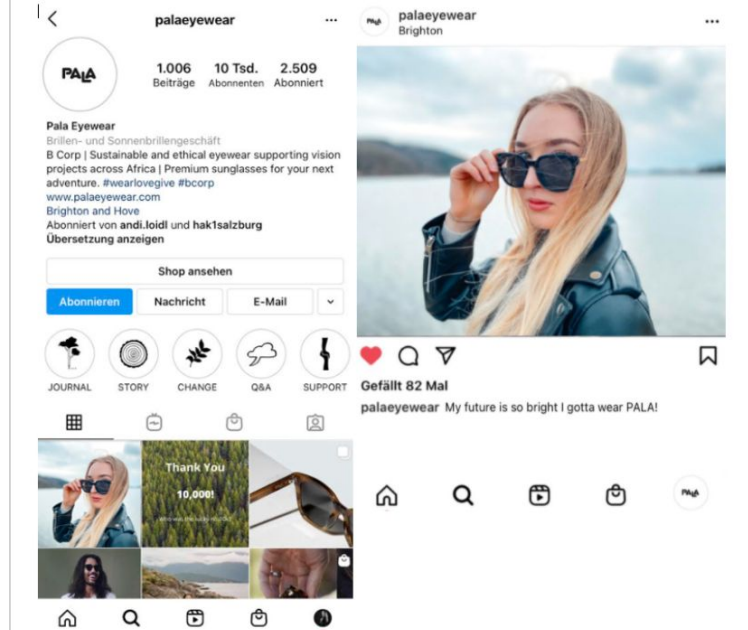 palaeyewear
PALA
1.006 10 Tsd. 2.509
Beiträge Abonnenten Abonniert
Pala Eyewear
Brillen- und Sonnenbrillengeschäft
B Corp | Sustainable and ethical eyewear supporting vision
projects across Africa | Premium sunglasses for your next
adventure. #wearlovegive #bcorp
www.palaeyewear.com
Brighton and Hove
Abonniert von andi.loidl und hak1salzburg
Übersetzung anzeigen
Shop ansehen
Abonnieren Nachricht E-Mail
JOURNAL STORY CHANGE Q&A SUPPORT
Thank You
10,000!
PALA
palaeyewear
Brighton
Gefällt 82 Mal
palaeyewear My future is so bright I gotta wear PALA!
PALA